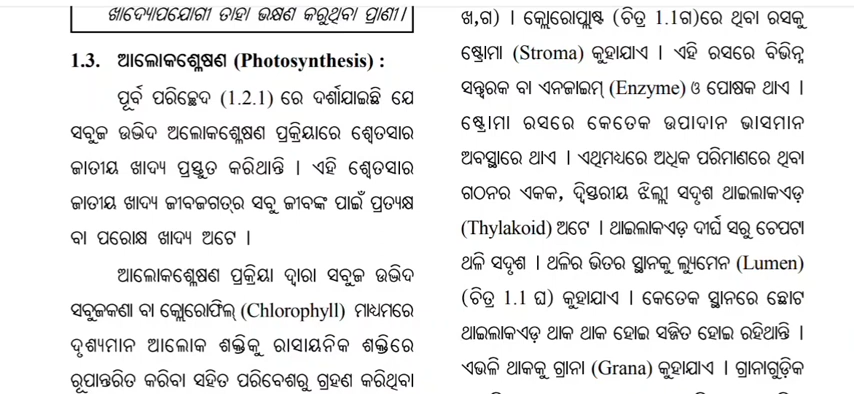 ଖାଦ୍ୟୋପଯୋଗୀ ତାହା ଭକ୍ଷଣ କରୁଥିବା ପ୍ରାଣୀ।
1.3. ଆଲୋକଶ୍ଳେଷଣ (Photosynthesis) :
ପୂର୍ବ ପରିଚ୍ଛେଦ (1.2.1) ରେ ଦର୍ଶାଯାଇଛି ଯେ
ସବୁଜ ଉଦ୍ଭିଦ ଆଲୋକଶ୍ଳେଷଣ ପ୍ରକ୍ରିୟାରେ ଶ୍ୱେତସାର
ଜାତୀୟ ଖାଦ୍ୟ ପ୍ରସ୍ତୁତ କରିଥାନ୍ତି । ଏହି ଶ୍ୱେତସାର
ଜାତୀୟ ଖାଦ୍ୟ ଜୀବଜଗତ୍‌ର ସବୁ ଜୀବଙ୍କ ପାଇଁ ପ୍ରତ୍ୟକ୍ଷ
ବା ପରୋକ୍ଷ ଖାଦ୍ୟ ଅଟେ ।
ଆଲୋକଶ୍ଳେଷଣ ପ୍ରକ୍ରିୟା ଦ୍ୱାରା ସବୁଜ ଉଦ୍ଭିଦ
ସବୁଜକଣା ବା କ୍ଲୋରୋଫିଲ୍ (Chlorophyll) ମାଧ୍ୟମରେ
ଦୃଶ୍ୟମାନ ଆଲୋକ ଶକ୍ତିକୁ ରାସାୟନିକ ଶକ୍ତିରେ
ରୂପାନ୍ତରିତ କରିବା ସହିତ ପରିବେଶରୁ ଗ୍ରହଣ କରିଥିବା
ଖ,ଗ) । କ୍ଲୋରୋପ୍ଲାଷ୍ଟ (ଚିତ୍ର 1.1ଗ)ରେ ଥିବା ରସକୁ
ଷ୍ଟ୍ରୋମା (Stroma) କୁହାଯାଏ । ଏହି ରସରେ ବିଭିନ୍ନ
ସନ୍ତ୍ୱରକ ବା ଏନଜାଇମ୍ (Enzyme) ଓ ପୋଷକ ଥାଏ ।
ଷ୍ଟ୍ରୋମା ରସରେ କେତେକ ଉପାଦାନ ଭାସମାନ
ଅବସ୍ଥାରେ ଥାଏ । ଏଥିମଧ୍ୟରେ ଅଧିକ ପରିମାଣରେ ଥିବା
ଗଠନର ଏକକ, ଦ୍ୱିସ୍ତରୀୟ ଝିଲ୍ଲୀ ସଦୃଶ ଥାଇଲାକଏଡ଼
(Thylakoid) ଅଟେ । ଥାଇଲାକଏଡ଼ ଦୀର୍ଘ ସରୁ ଚେପଟା
ଥଳି ସଦୃଶ । ଥଳିର ଭିତର ସ୍ଥାନକୁ ଲ୍ୟୁମେନ (Lumen)
(ଚିତ୍ର 1.1 ଘ) କୁହାଯାଏ । କେତେକ ସ୍ଥାନରେ ଛୋଟ
ଥାଇଲାକଏଡ଼ ଥାକ ଥାକ ହୋଇ ସଜ୍ଜିତ ହୋଇ ରହିଥାନ୍ତି ।
ଏଭଳି ଥାକକୁ ଗ୍ରାନା (Grana) କୁହାଯାଏ । ଗ୍ରାନାଗୁଡ଼ିକ